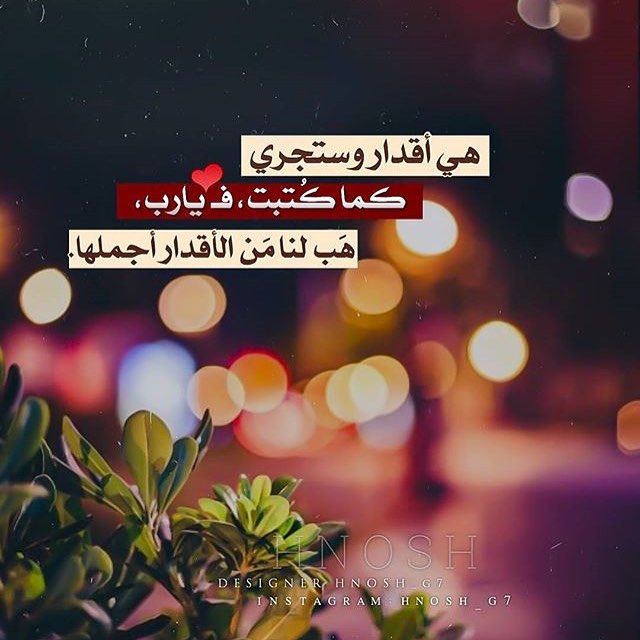 هي أقدار وستجري
كما كُتبت، فـ يارب،
هَب لنا مَن الأقدار أجملها.
HNOSH
DESIGNER:HNOSH_G7
INSTAGRAM:HNOSH_G7